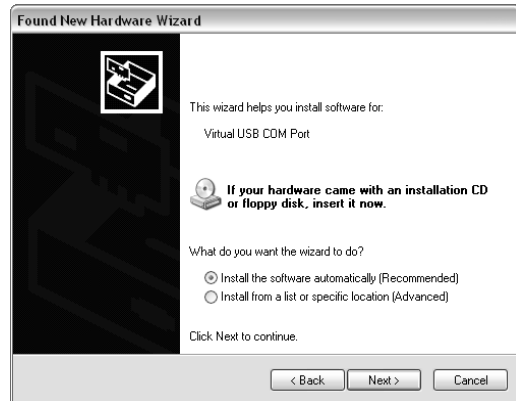 Found New Hardware Wizard
This wizard helps you install software for:
Virtual USB COM Port
If your hardware came with an installation CD
or floppy disk, insert it now.
What do you want the wizard to do?
Install the software automatically (Recommended)
Install from a list or specific location (Advanced)
Click Next to continue.
< Back Next > Cancel